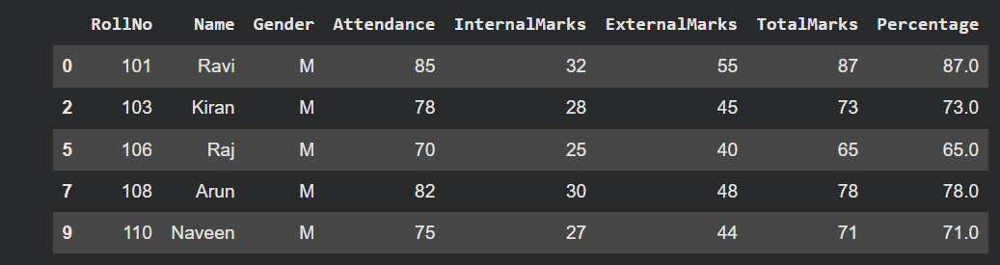 RollNo Name Gender Attendance InternalMarks ExternalMarks TotalMarks Percentage
0 101 Ravi M 85 32 55 87 87.0
2 103 Kiran M 78 28 45 73 73.0
5 106 Raj M 70 25 40 65 65.0
7 108 Arun M 82 30 48 78 78.0
9 110 Naveen M 75 27 44 71 71.0